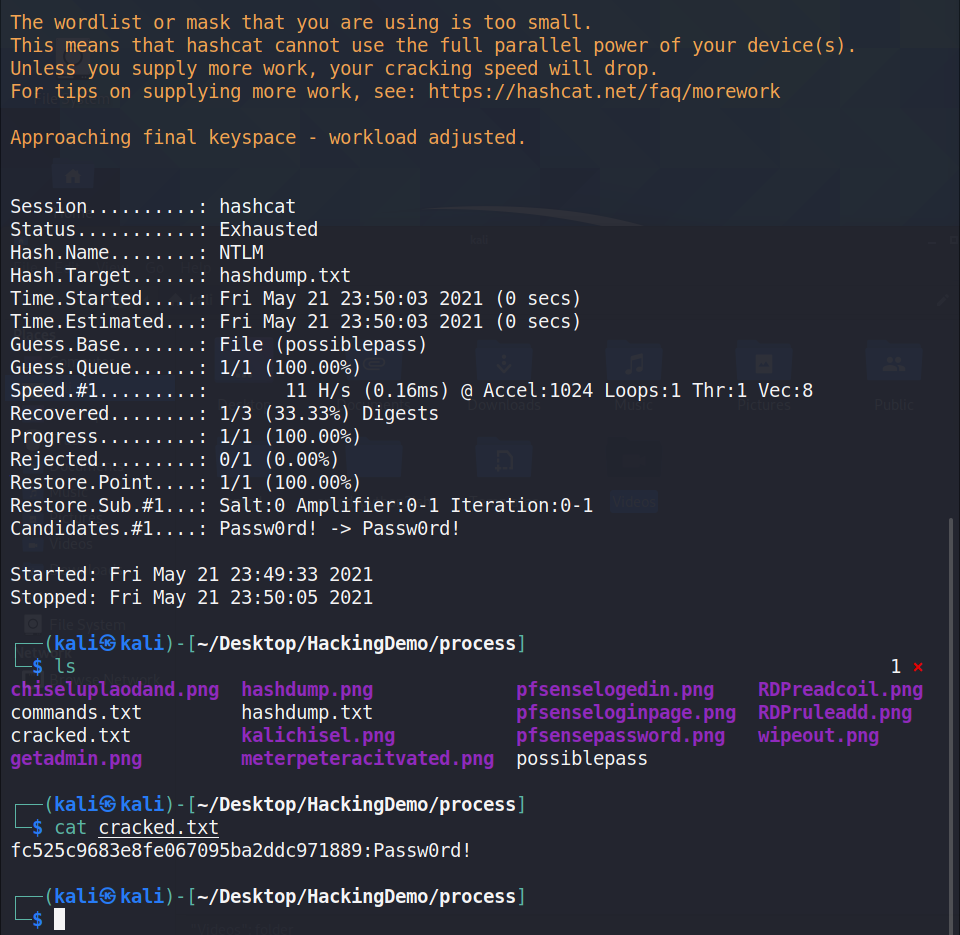 The wordlist or mask that you are using is too small.
This means that hashcat cannot use the full parallel power of your device(s).
Unless you supply more work, your cracking speed will drop.
For tips on supplying more work, see: https://hashcat.net/faq/morework
Approaching final keyspace - workload adjusted.
Session..........: hashcat
Status...........: Exhausted
Hash.Name........: NTLM
Hash.Target......: hashdump.txt
Time.Started.....: Fri May 21 23:50:03 2021 (0 secs)
Time.Estimated...: Fri May 21 23:50:03 2021 (0 secs)
Guess.Base.......: File (possiblepass)
Guess.Queue......: 1/1 (100.00%)
Speed.#1.........:       11 H/s (0.16ms) @ Accel:1024 Loops:1 Thr:1 Vec:8
Recovered........: 1/3 (33.33%) Digests
Progress.........: 1/1 (100.00%)
Rejected.........: 0/1 (0.00%)
Restore.Point....: 1/1 (100.00%)
Restore.Sub.#1...: Salt:0 Amplifier:0-1 Iteration:0-1
Candidates.#1....: Passw0rd! -> Passw0rd!
Started: Fri May 21 23:49:33 2021
Stopped: Fri May 21 23:50:05 2021
┌──(kali㉿kali)-[~/Desktop/HackingDemo/process]
└─$ ls 1 ⨯
chiseluplaodand.png hashdump.png pfsenselogedin.png RDPreadcoil.png
commands.txt hashdump.txt pfsenseloginpage.png RDPruleadd.png
cracked.txt kalichisel.png pfsensepassword.png wipeout.png
getadmin.png meterpeteracitvated.png possiblepass
┌──(kali㉿kali)-[~/Desktop/HackingDemo/process]
└─$ cat cracked.txt
fc525c9683e8fe067095ba2ddc971889:Passw0rd!
┌──(kali㉿kali)-[~/Desktop/HackingDemo/process]
└─$